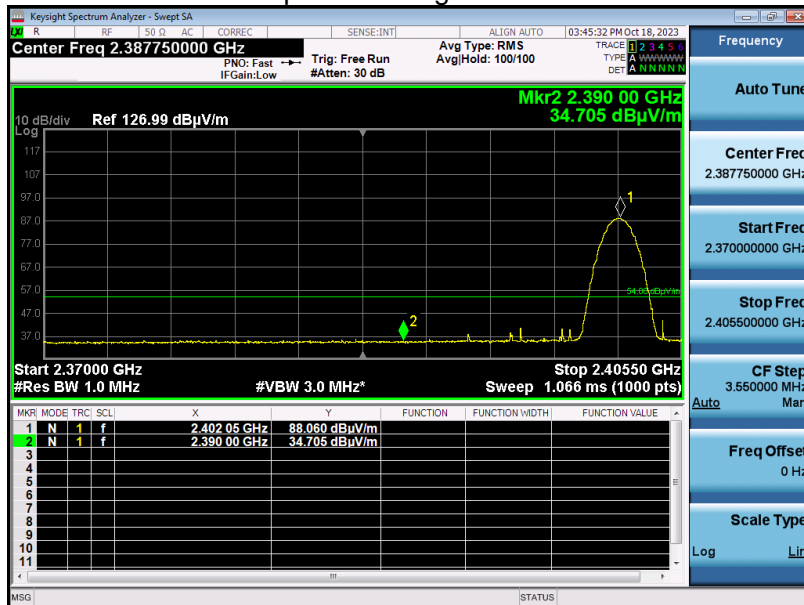 Keysight Spectrum Analyzer - Swept SA
LXI R RF 50 Ω AC CORREC SENSE:INT ALIGN AUTO 03:45:32 PM Oct 18, 2023
Center Freq 2.387750000 GHz
PNO: Fast
IFGain:Low
Trig: Free Run
#Atten: 30 dB
Avg Type: RMS
Avg|Hold: 100/100
TRACE 1 2 3 4 5 6
TYPE A WWWWW
DET A N N N N N
Mkr2 2.390 00 GHz
34.705 dBµV/m
10 dB/div Ref 126.99 dBµV/m
Log
117
107
97.0
87.0
77.0
67.0
57.0
47.0
37.0
1
2
Start 2.37000 GHz Stop 2.40550 GHz
#Res BW 1.0 MHz #VBW 3.0 MHz* Sweep 1.066 ms (1000 pts)
MKR MODE TRC SCL X Y FUNCTION FUNCTION WIDTH FUNCTION VALUE
1 N 1 f 2.402 05 GHz 88.060 dBµV/m
2 N 1 f 2.390 00 GHz 34.705 dBµV/m
3
4
5
6
7
8
9
10
11
MSG STATUS
Frequency
Auto Tune
Center Freq
2.387750000 GHz
Start Freq
2.370000000 GHz
Stop Freq
2.405500000 GHz
CF Step
3.550000 MHz
Auto Man
Freq Offset
0 Hz
Scale Type
Log Lin